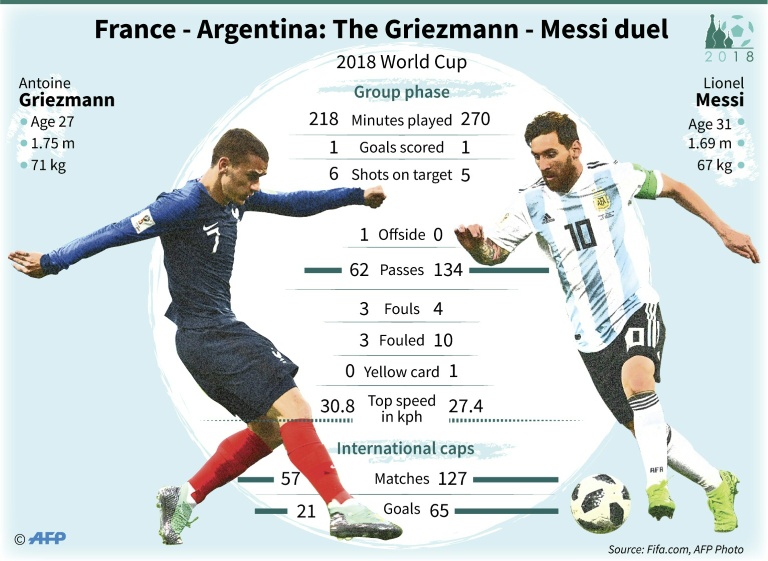 France - Argentina: The Griezmann - Messi duel
2018 World Cup
2018
Antoine
Griezmann
Age 27
1.75 m
71 kg
Lionel
Messi
Age 31
1.69 m
67 kg
Group phase
218 Minutes played 270
1 Goals scored 1
6 Shots on target 5
1 Offside 0
62 Passes 134
3 Fouls 4
3 Fouled 10
0 Yellow card 1
30.8 Top speed in kph 27.4
International caps
57 Matches 127
21 Goals 65
7
10
AFA
© AFP
Source: Fifa.com, AFP Photo